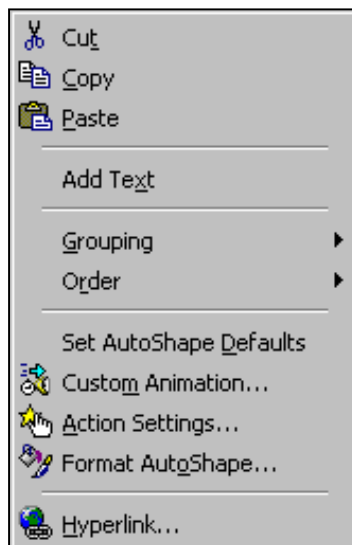 Cut
Copy
Paste
Add Text
Grouping
Order
Set AutoShape Defaults
Custom Animation...
Action Settings...
Format AutoShape...
Hyperlink...